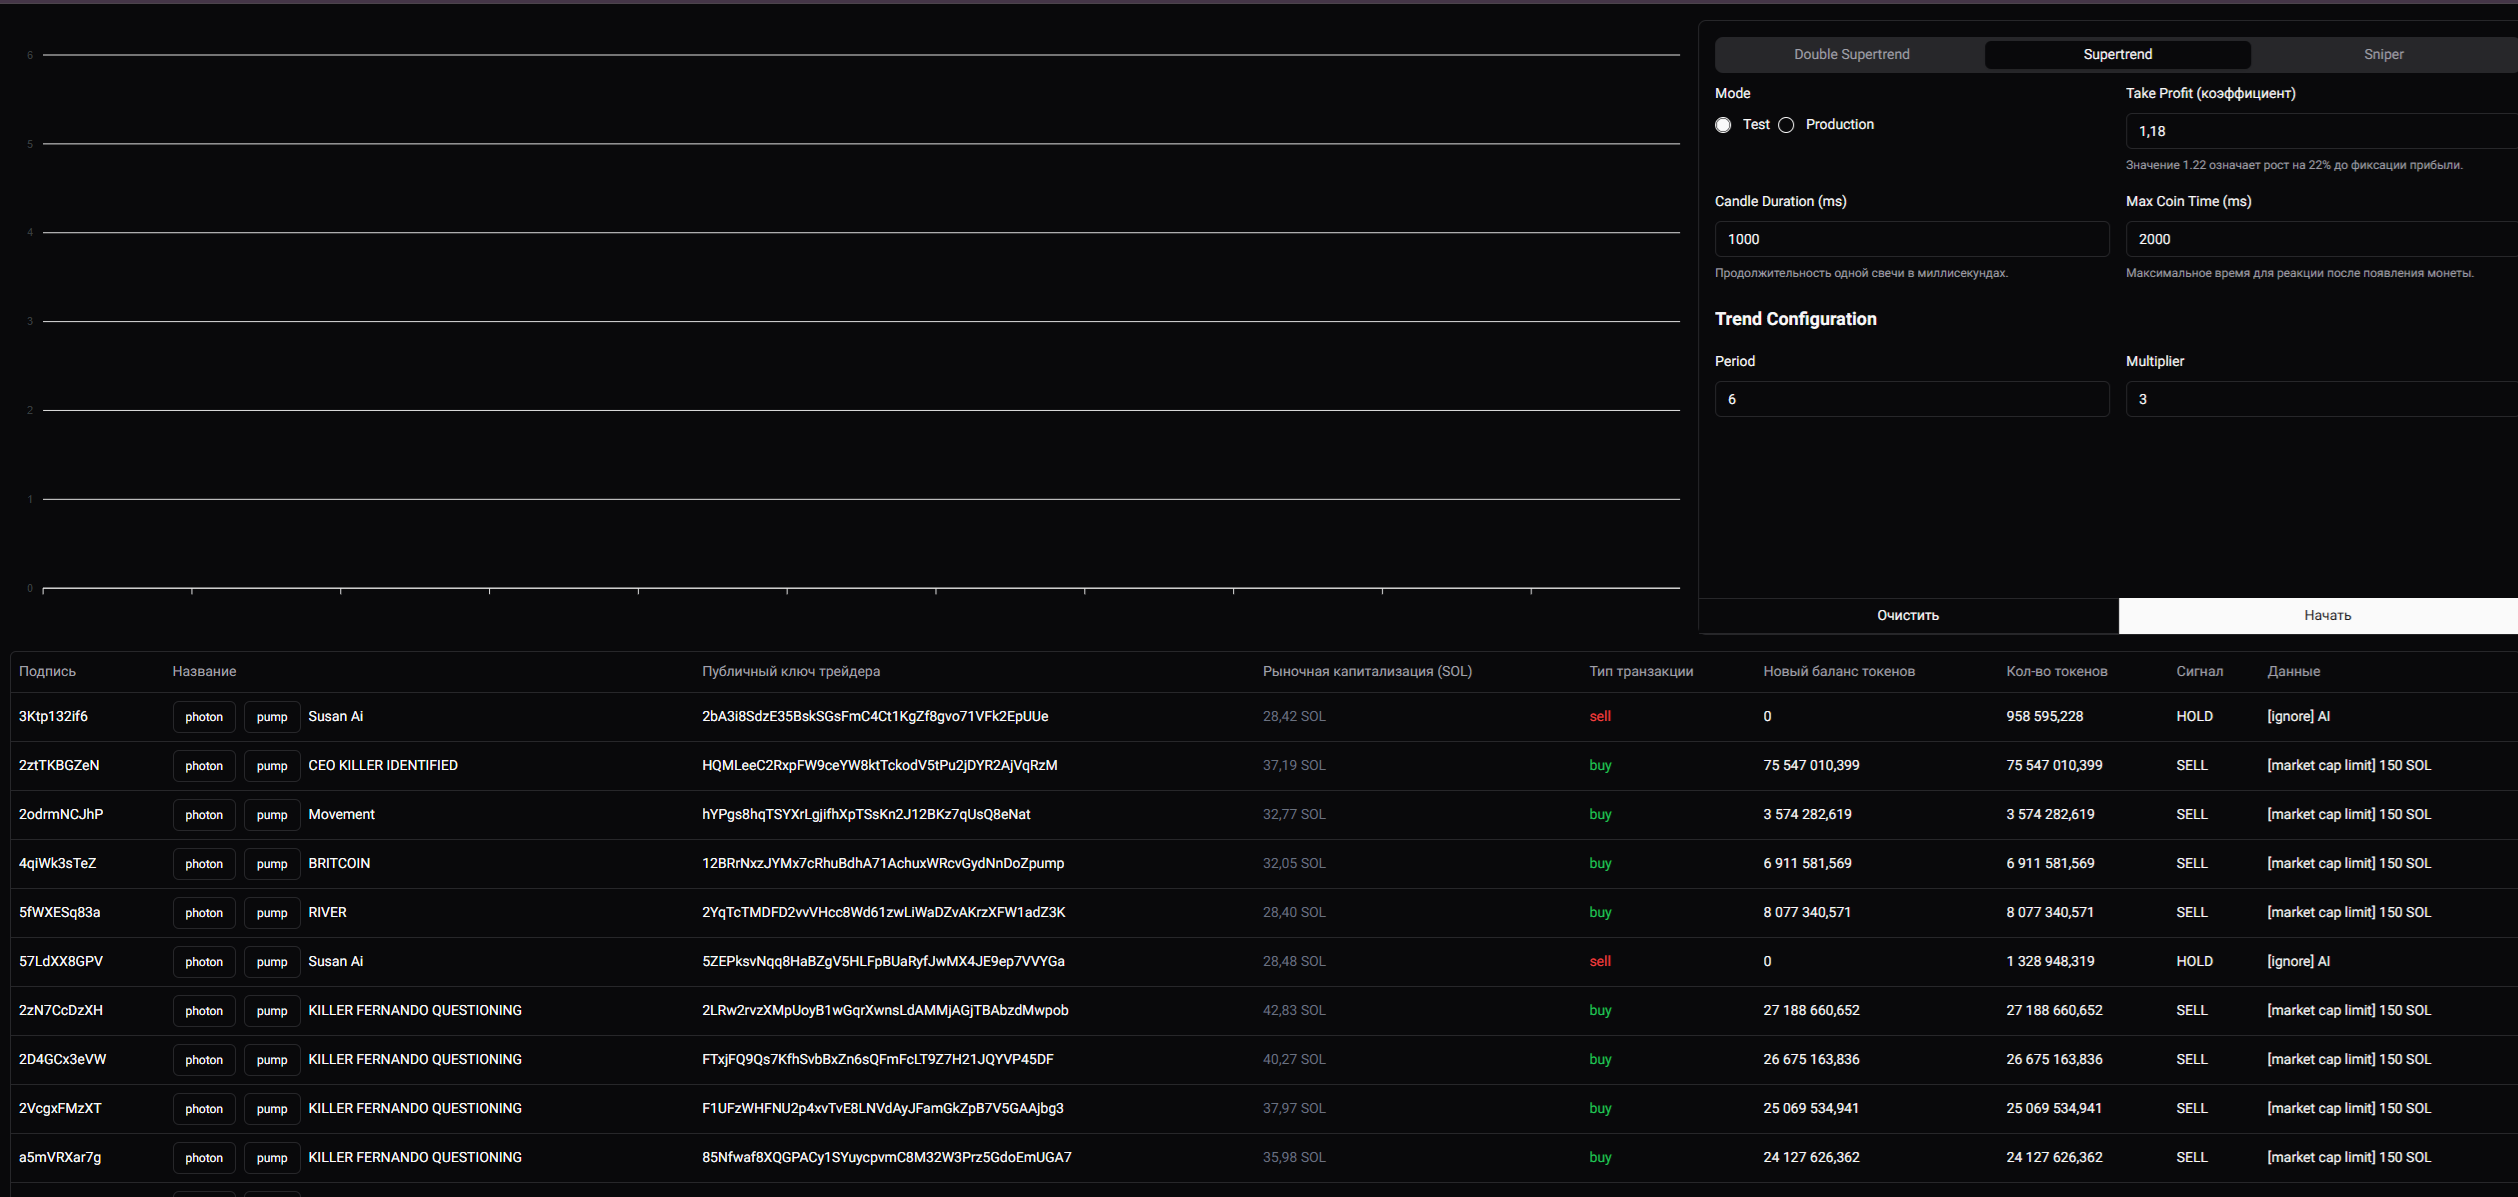 6
5
4
3
2
1
0
Double Supertrend Supertrend Sniper
Mode Take Profit (коэффициент)
Test Production 1,18
Значение 1.22 означает рост на 22% до фиксации прибыли.
Candle Duration (ms) Max Coin Time (ms)
1000 2000
Продолжительность одной свечи в миллисекундах. Максимальное время для реакции после появления монеты.
Trend Configuration
Period Multiplier
6 3
Очистить Начать
Подпись Название Публичный ключ трейдера Рыночная капитализация (SOL) Тип транзакции Новый баланс токенов Кол-во токенов Сигнал Данные
3Ktp132if6 photon pump Susan Ai 2bA3i8SdzE35BskSGsFmC4Ct1KgZf8gvo71VFk2EpUUe 28,42 SOL sell 0 958 595,228 HOLD [ignore] AI
2ztTKBGZeN photon pump CEO KILLER IDENTIFIED HQMLeeC2RxpFW9ceYW8ktTckodV5tPu2jDYR2AjVqRzM 37,19 SOL buy 75 547 010,399 75 547 010,399 SELL [market cap limit] 150 SOL
2odrmNCJhP photon pump Movement hYPgs8hqTSYXrLgjifhXpTSsKn2J12BKz7qUsQ8eNat 32,77 SOL buy 3 574 282,619 3 574 282,619 SELL [market cap limit] 150 SOL
4qiWk3sTeZ photon pump BRITCOIN 12BRrNxzJYMx7cRhuBdhA71AchuxWRcvGydNnDoZpump 32,05 SOL buy 6 911 581,569 6 911 581,569 SELL [market cap limit] 150 SOL
5fWXESq83a photon pump RIVER 2YqTcTMDFD2vvVHcc8Wd61zwLiWaDZvAKrzXFW1adZ3K 28,40 SOL buy 8 077 340,571 8 077 340,571 SELL [market cap limit] 150 SOL
57LdXX8GPV photon pump Susan Ai 5ZEPksvNqq8HaBZgV5HLFpBUaRyfJwMX4JE9ep7VVYGa 28,48 SOL sell 0 1 328 948,319 HOLD [ignore] AI
2zN7CcDzXH photon pump KILLER FERNANDO QUESTIONING 2LRw2rvzXMpUoyB1wGqrXwnsLdAMMjAGjTBAbzdMwpob 42,83 SOL buy 27 188 660,652 27 188 660,652 SELL [market cap limit] 150 SOL
2D4GCx3eVW photon pump KILLER FERNANDO QUESTIONING FTxjFQ9Qs7KfhSvbBxZn6sQFmFcLT9Z7H21JQYVP45DF 40,27 SOL buy 26 675 163,836 26 675 163,836 SELL [market cap limit] 150 SOL
2VcgxFMzXT photon pump KILLER FERNANDO QUESTIONING F1UFzWHFNU2p4xvTvE8LNVdAyJFamGkZpB7V5GAAjbg3 37,97 SOL buy 25 069 534,941 25 069 534,941 SELL [market cap limit] 150 SOL
a5mVRXar7g photon pump KILLER FERNANDO QUESTIONING 85Nfwaf8XQGPACy1SYuycpvmC8M32W3Prz5GdoEmUGA7 35,98 SOL buy 24 127 626,362 24 127 626,362 SELL [market cap limit] 150 SOL